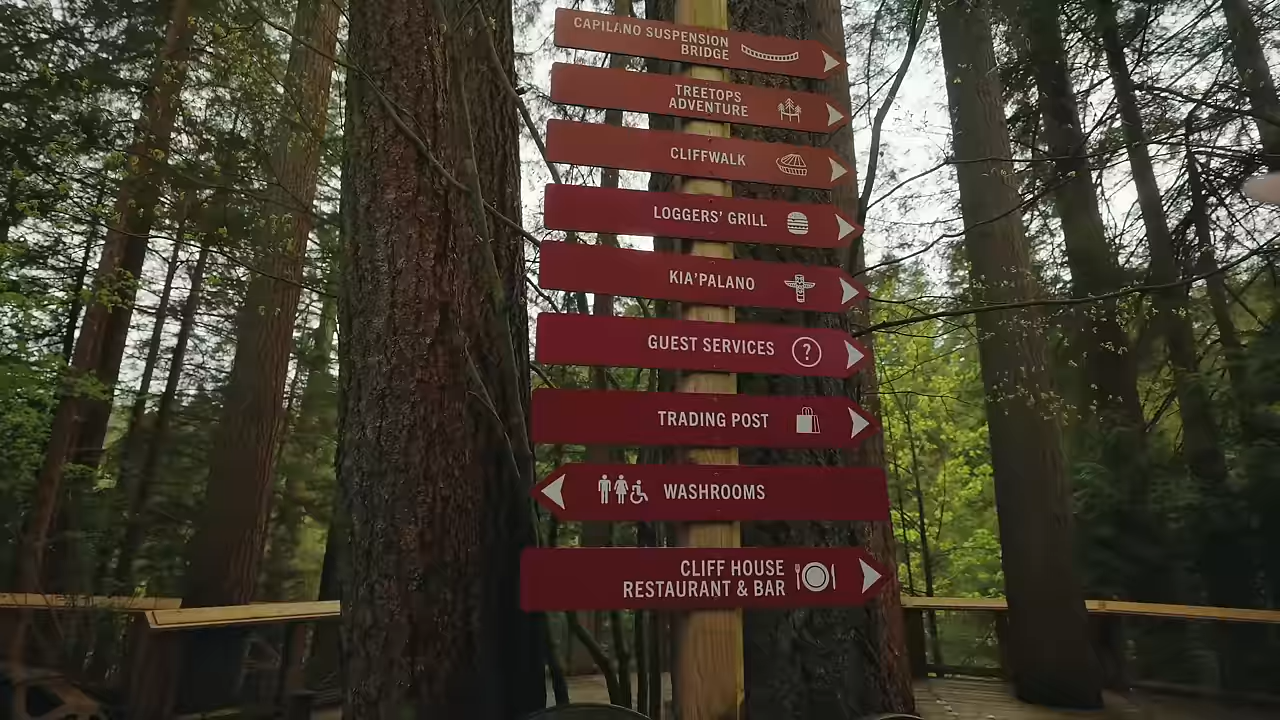 CAPILANO SUSPENSION
BRIDGE
TREETOPS
ADVENTURE
CLIFFWALK
LOGGERS' GRILL
KIA'PALANO
GUEST SERVICES ?
TRADING POST
WASHROOMS
CLIFF HOUSE
RESTAURANT & BAR